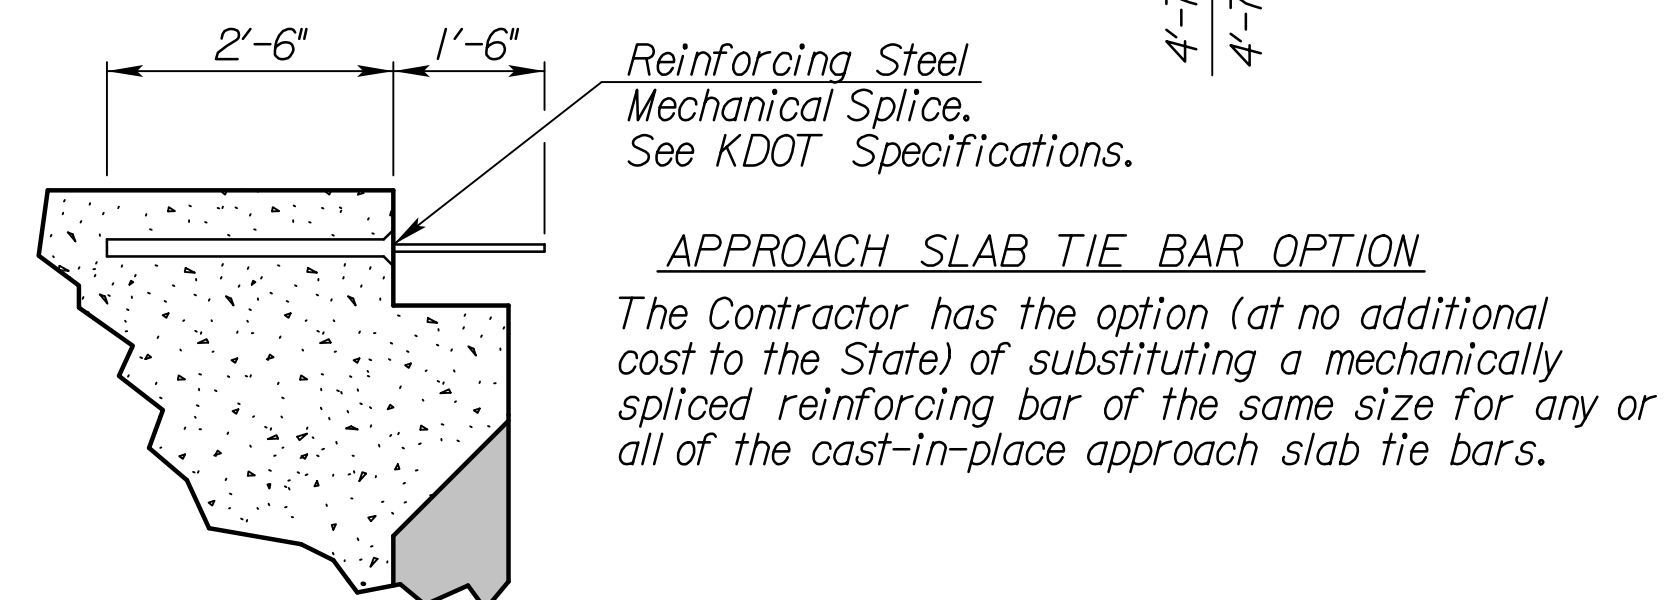 2'-6" 1'-6"
Reinforcing Steel
Mechanical Splice.
See KDOT Specifications.
APPROACH SLAB TIE BAR OPTION
The Contractor has the option (at no additional
cost to the State) of substituting a mechanically
spliced reinforcing bar of the same size for any or
all of the cast-in-place approach slab tie bars.